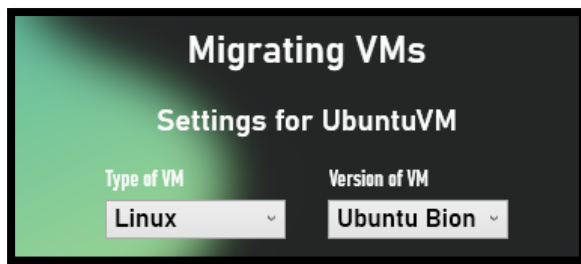 Migrating VMs
Settings for UbuntuVM
Type of VM Version of VM
Linux Ubuntu Bion